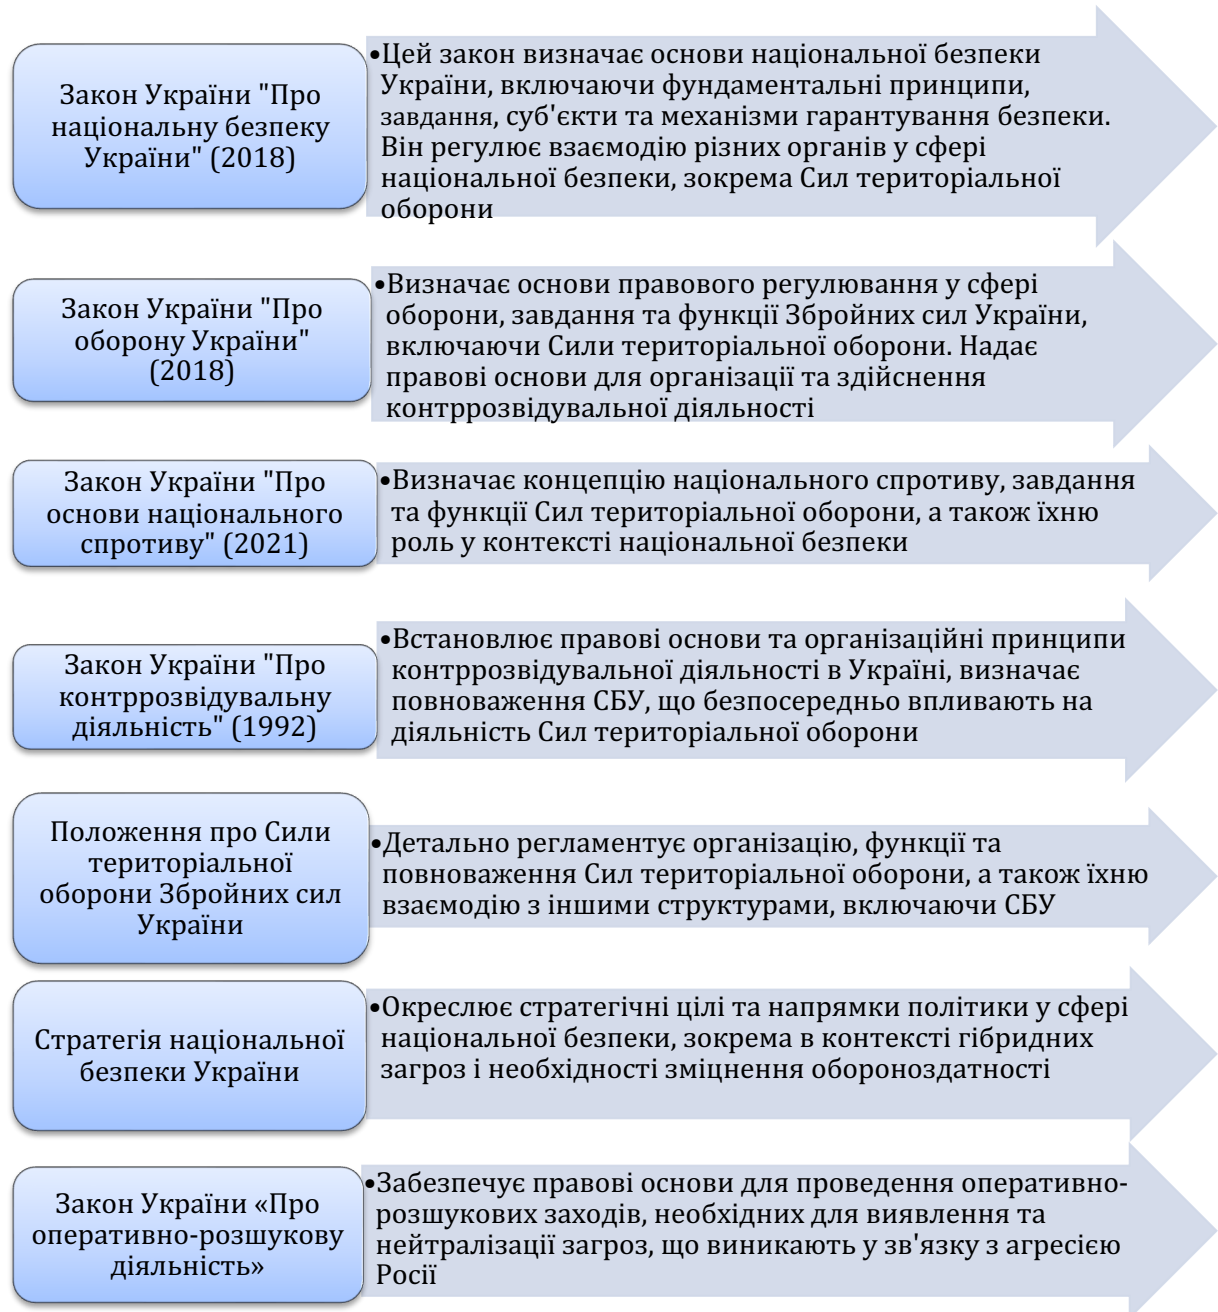 Закон України "Про
національну безпеку
України" (2018)
•Цей закон визначає основи національної безпеки
України, включаючи фундаментальні принципи,
завдання, суб'єкти та механізми гарантування безпеки.
Він регулює взаємодію різних органів у сфері
національної безпеки, зокрема Сил територіальної
оборони
Закон України "Про
оборону України"
(2018)
•Визначає основи правового регулювання у сфері
оборони, завдання та функції Збройних сил України,
включаючи Сили територіальної оборони. Надає
правові основи для організації та здійснення
контррозвідувальної діяльності
Закон України "Про
основи національного
спротиву" (2021)
•Визначає концепцію національного спротиву, завдання
та функції Сил територіальної оборони, а також їхню
роль у контексті національної безпеки
Закон України "Про
контррозвідувальну
діяльність" (1992)
•Встановлює правові основи та організаційні принципи
контррозвідувальної діяльності в Україні, визначає
повноваження СБУ, що безпосередньо впливають на
діяльність Сил територіальної оборони
Положення про Сили
територіальної
оборони Збройних сил
України
•Детально регламентує організацію, функції та
повноваження Сил територіальної оборони, а також їхню
взаємодію з іншими структурами, включаючи СБУ
Стратегія національної
безпеки України
•Окреслює стратегічні цілі та напрямки політики у сфері
національної безпеки, зокрема в контексті гібридних
загроз і необхідності зміцнення обороноздатності
Закон України «Про
оперативно-розшукову
діяльність»
•Забезпечує правові основи для проведення оперативно-
розшукових заходів, необхідних для виявлення та
нейтралізації загроз, що виникають у зв'язку з агресією
Росії